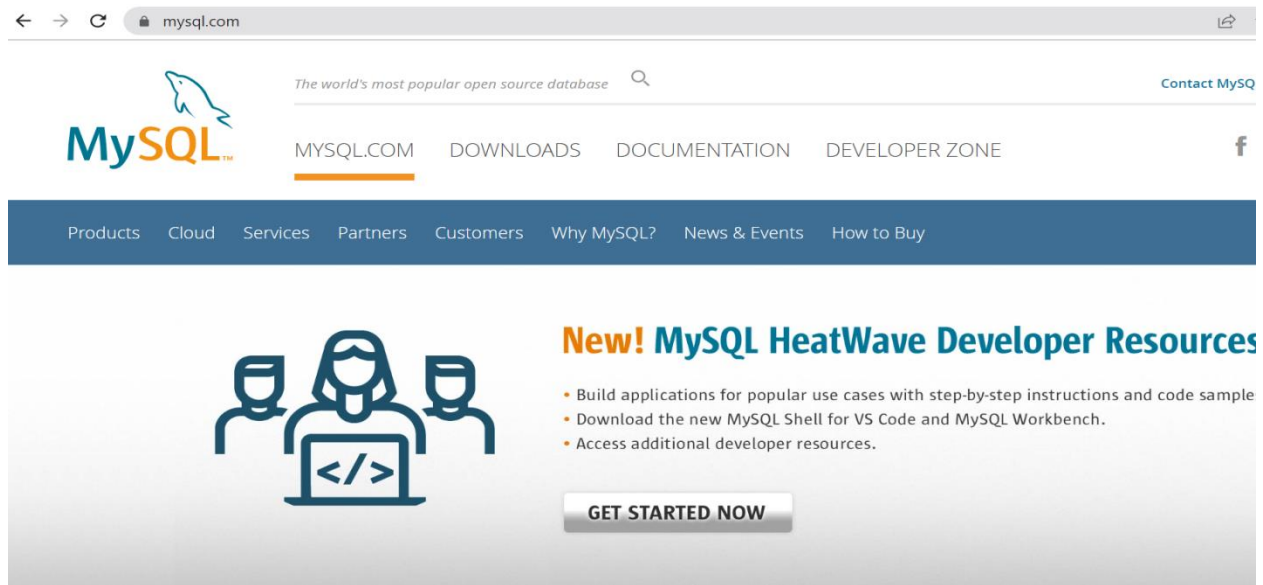 mysql.com
The world's most popular open source database
Contact MySQ
MySQL™
MYSQL.COM DOWNLOADS DOCUMENTATION DEVELOPER ZONE f
Products Cloud Services Partners Customers Why MySQL? News & Events How to Buy
New! MySQL HeatWave Developer Resources
• Build applications for popular use cases with step-by-step instructions and code sample
• Download the new MySQL Shell for VS Code and MySQL Workbench.
• Access additional developer resources.
</>
GET STARTED NOW